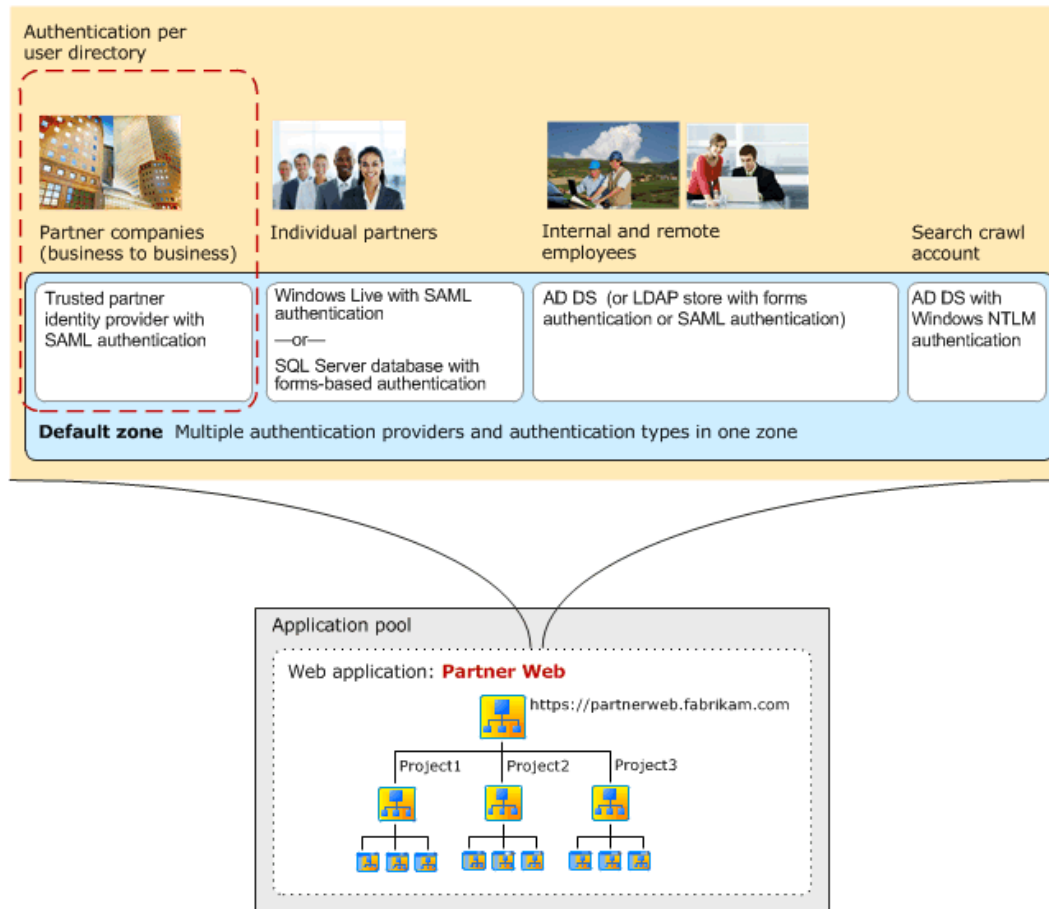 Authentication per
user directory
Partner companies
(business to business)
Individual partners
Internal and remote
employees
Search crawl
account
Trusted partner
identity provider with
SAML authentication
Windows Live with SAML
authentication
—or—
SQL Server database with
forms-based authentication
AD DS (or LDAP store with forms
authentication or SAML authentication)
AD DS with
Windows NTLM
authentication
Default zone Multiple authentication providers and authentication types in one zone
Application pool
Web application: Partner Web
https://partnerweb.fabrikam.com
Project1
Project2
Project3